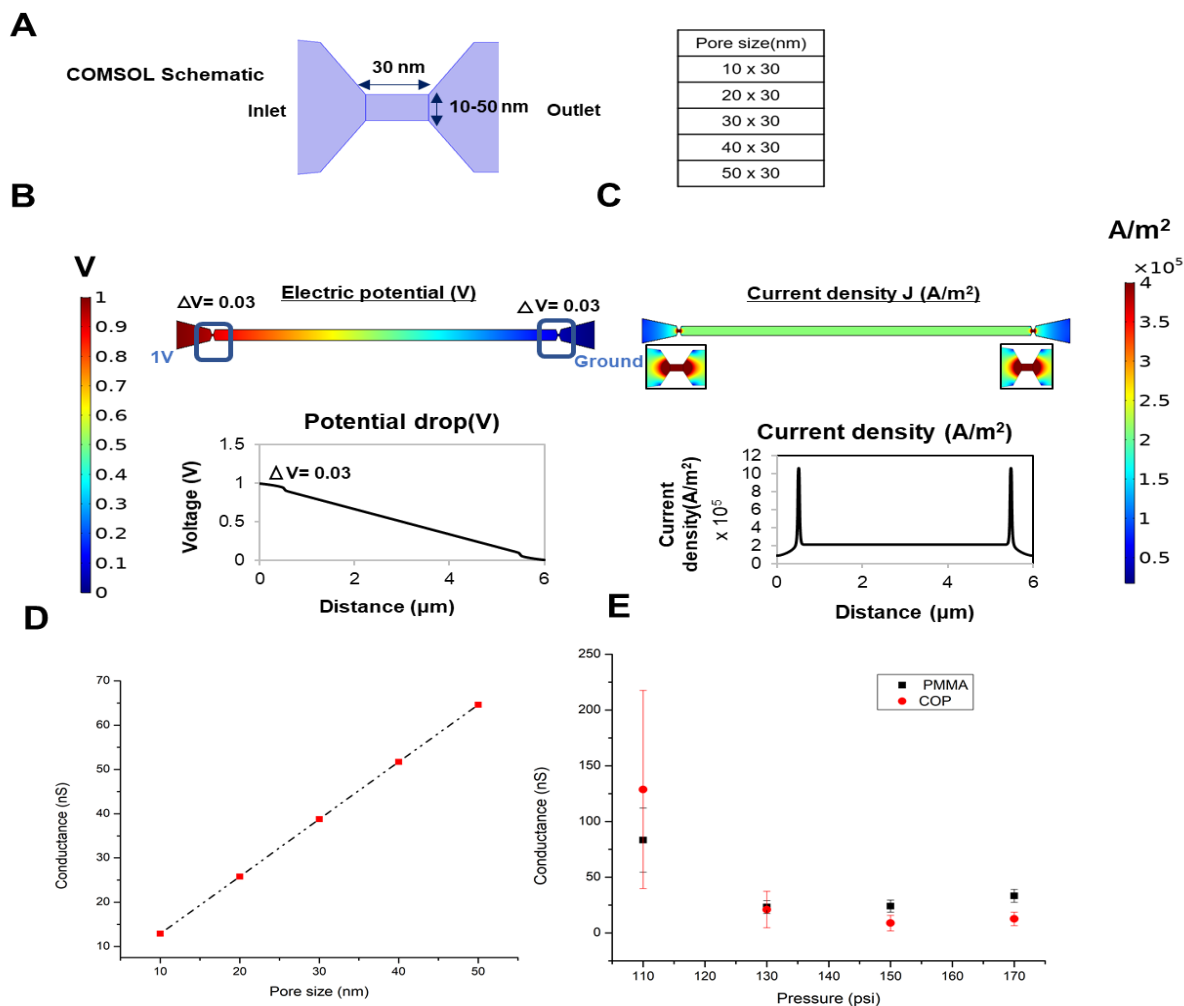 A
COMSOL Schematic
30 nm
Inlet
10-50 nm
Outlet
Pore size(nm)
10 x 30
20 x 30
30 x 30
40 x 30
50 x 30
B
V
1
0.9
0.8
0.7
0.6
0.5
0.4
0.3
0.2
0.1
0
Electric potential (V)
△V= 0.03
△V= 0.03
1V
Ground
Potential drop(V)
△V= 0.03
Voltage (V)
1.5
1
0.5
0
0 2 4 6
Distance (µm)
C
A/m²
×10⁵
4
3.5
3
2.5
2
1.5
1
0.5
Current density J (A/m²)
Current density (A/m²)
Current
density(A/m²)
x 10⁵
12
10
8
6
4
2
0
0 2 4 6
Distance (µm)
D
Conductance (nS)
70
60
50
40
30
20
10
10 20 30 40 50
Pore size (nm)
E
Conductance (nS)
250
200
150
100
50
0
PMMA
COP
110 120 130 140 150 160 170
Pressure (psi)